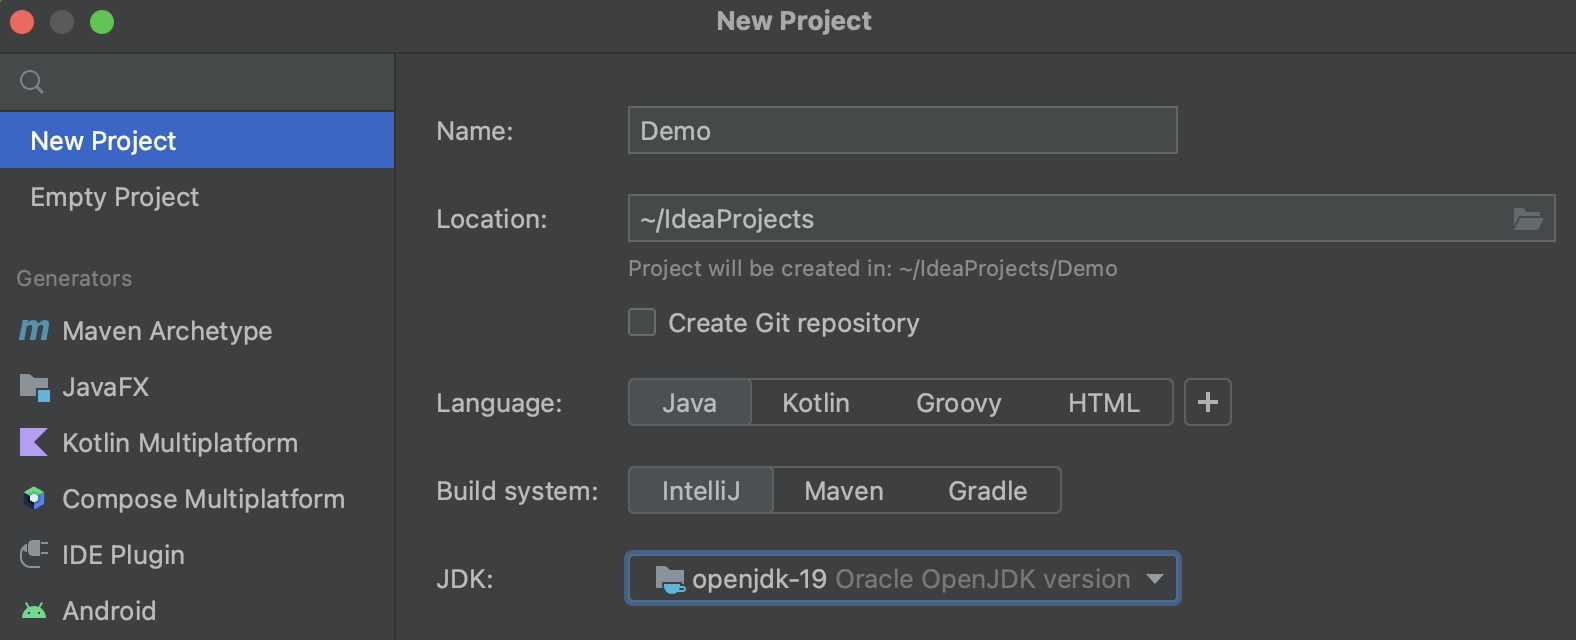 New Project
New Project
Empty Project
Generators
Maven Archetype
JavaFX
Kotlin Multiplatform
Compose Multiplatform
IDE Plugin
Android
Name: Demo
Location: ~/IdeaProjects
Project will be created in: ~/IdeaProjects/Demo
Create Git repository
Language: Java Kotlin Groovy HTML +
Build system: IntelliJ Maven Gradle
JDK: openjdk-19 Oracle OpenJDK version